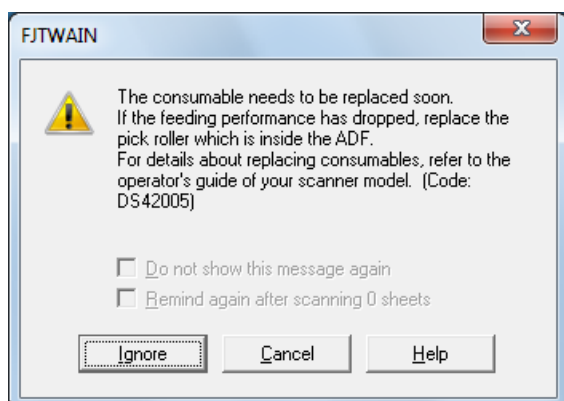 FJTWAIN
The consumable needs to be replaced soon.
If the feeding performance has dropped, replace the
pick roller which is inside the ADF.
For details about replacing consumables, refer to the
operator's guide of your scanner model.  (Code:
DS42005)
Do not show this message again
Remind again after scanning 0 sheets
Ignore
Cancel
Help